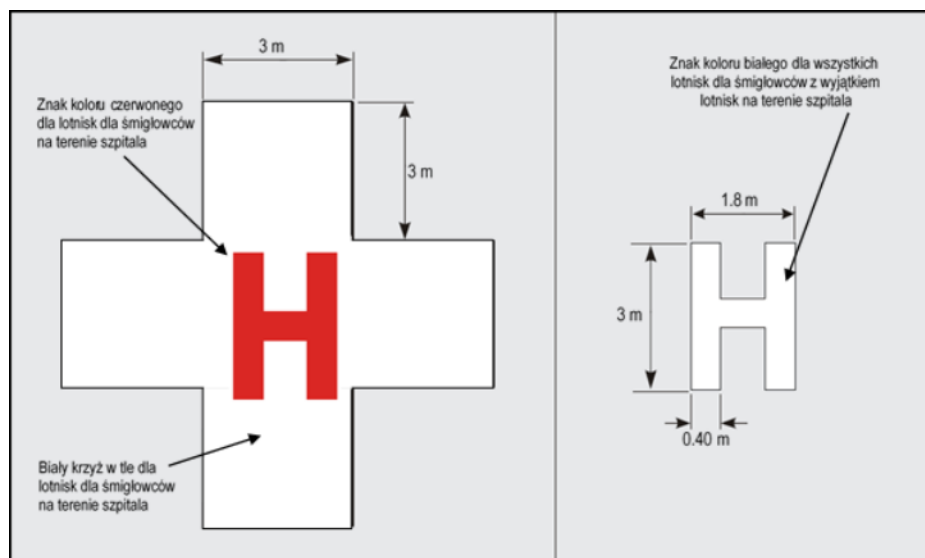 3 m
Znak koloru czerwonego
dla lotnisk dla śmigłowców
na terenie szpitala
3 m
H
Biały krzyż w tle dla
lotnisk dla śmigłowców
na terenie szpitala
Znak koloru białego dla wszystkich
lotnisk dla śmigłowców z wyjątkiem
lotnisk na terenie szpitala
1.8 m
3 m
H
0.40 m